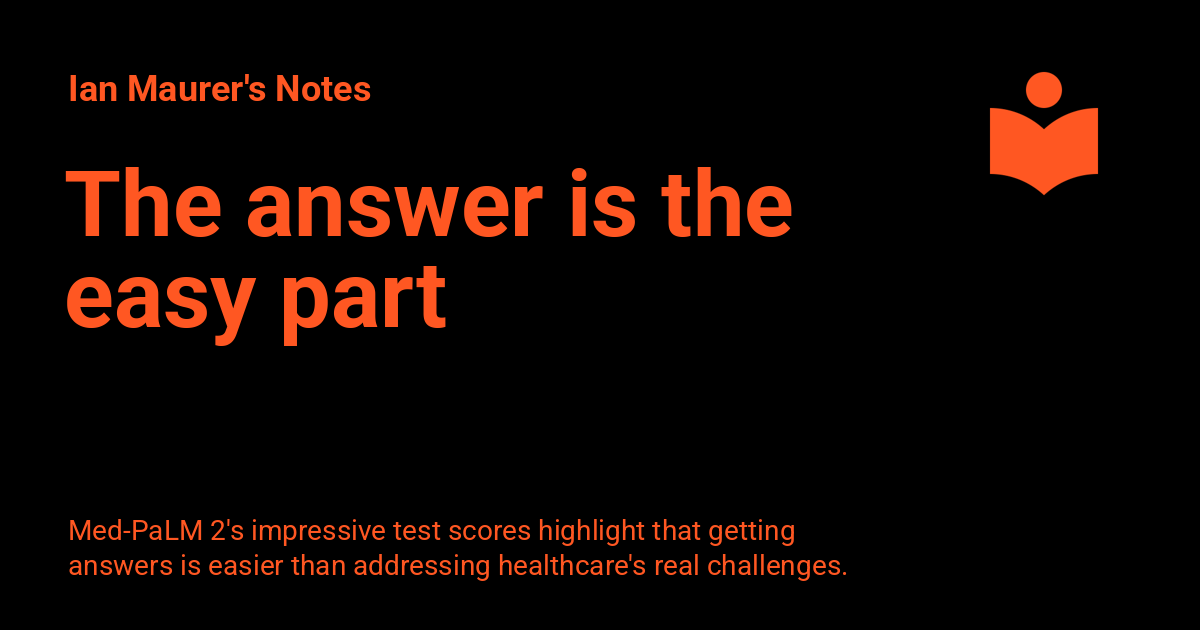 Ian Maurer's Notes
The answer is the
easy part
Med-PaLM 2's impressive test scores highlight that getting
answers is easier than addressing healthcare's real challenges.